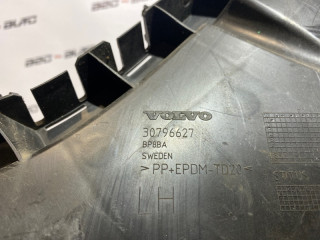 VOLVO
30796627
BP8BA
SWEDEN
>PP+EPDM-TD20<
LH